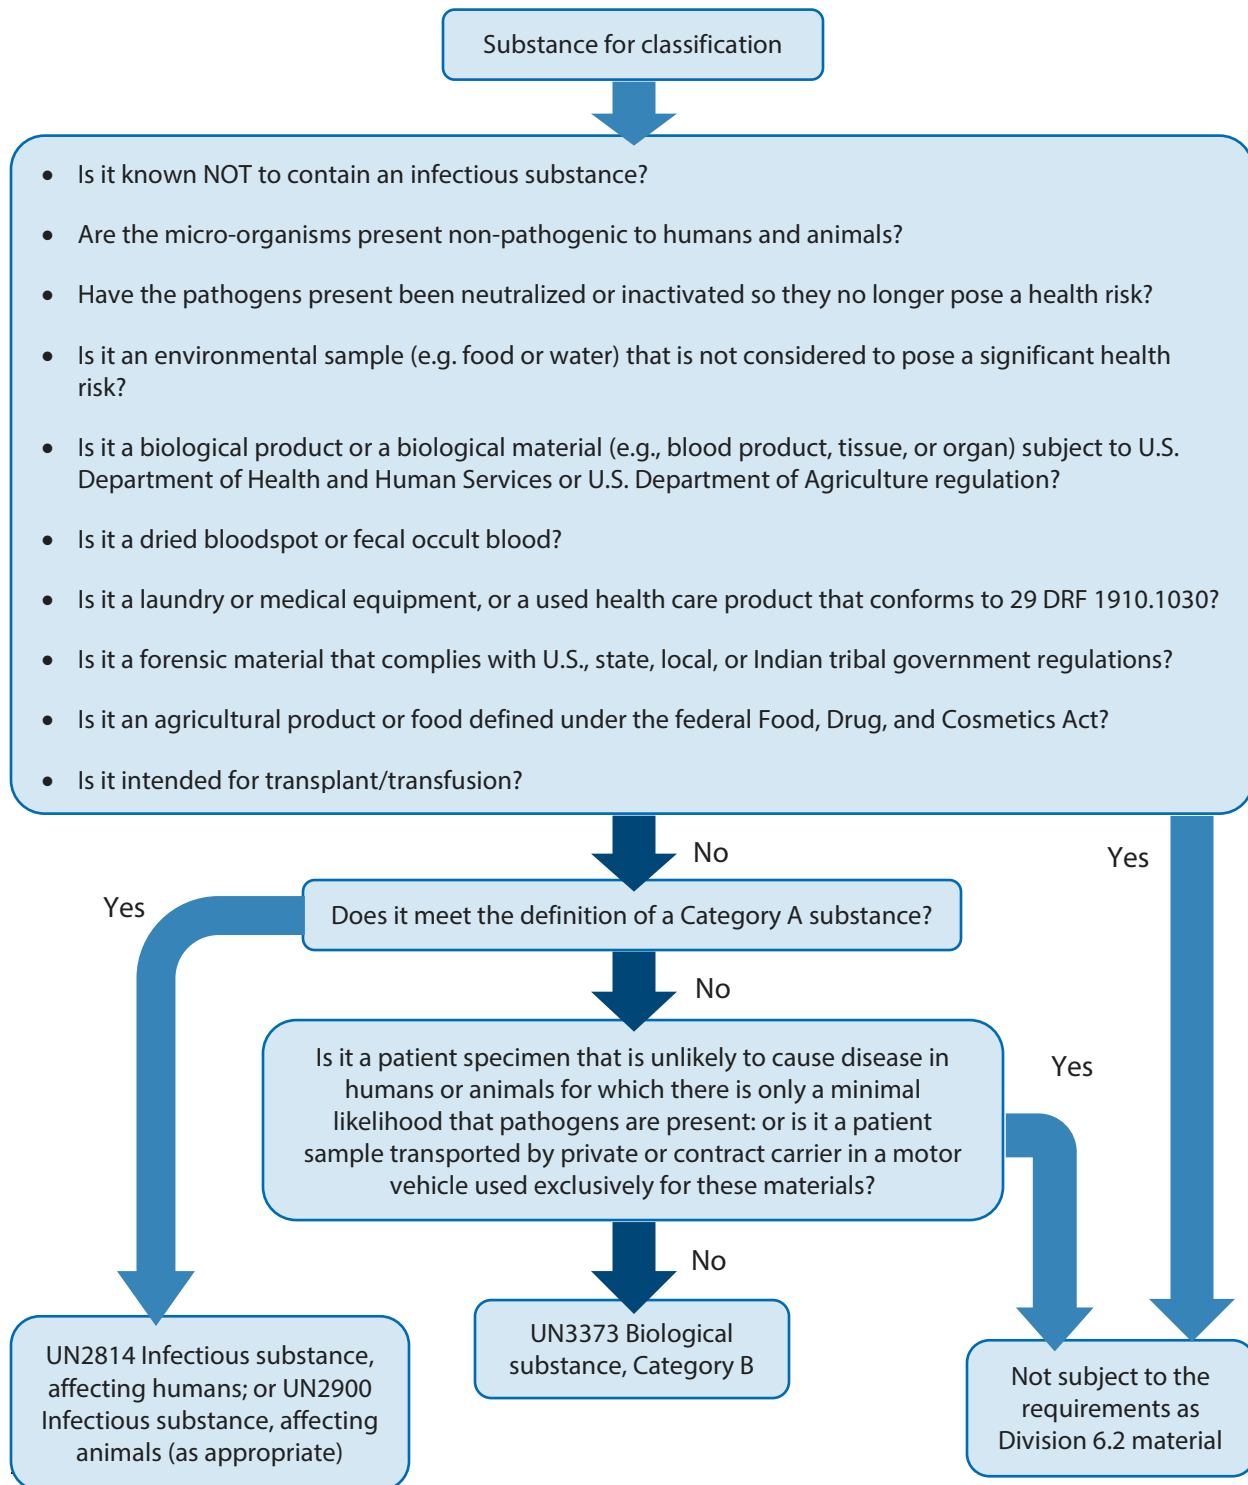 Substance for classification
• Is it known NOT to contain an infectious substance?
• Are the micro-organisms present non-pathogenic to humans and animals?
• Have the pathogens present been neutralized or inactivated so they no longer pose a health risk?
• Is it an environmental sample (e.g. food or water) that is not considered to pose a significant health
risk?
• Is it a biological product or a biological material (e.g., blood product, tissue, or organ) subject to U.S.
Department of Health and Human Services or U.S. Department of Agriculture regulation?
• Is it a dried bloodspot or fecal occult blood?
• Is it a laundry or medical equipment, or a used health care product that conforms to 29 DRF 1910.1030?
• Is it a forensic material that complies with U.S., state, local, or Indian tribal government regulations?
• Is it an agricultural product or food defined under the federal Food, Drug, and Cosmetics Act?
• Is it intended for transplant/transfusion?
No
Yes
Yes
Does it meet the definition of a Category A substance?
No
Is it a patient specimen that is unlikely to cause disease in
humans or animals for which there is only a minimal
likelihood that pathogens are present: or is it a patient
sample transported by private or contract carrier in a motor
vehicle used exclusively for these materials?
Yes
No
UN2814 Infectious substance,
affecting humans; or UN2900
Infectious substance, affecting
animals (as appropriate)
UN3373 Biological
substance, Category B
Not subject to the
requirements as
Division 6.2 material